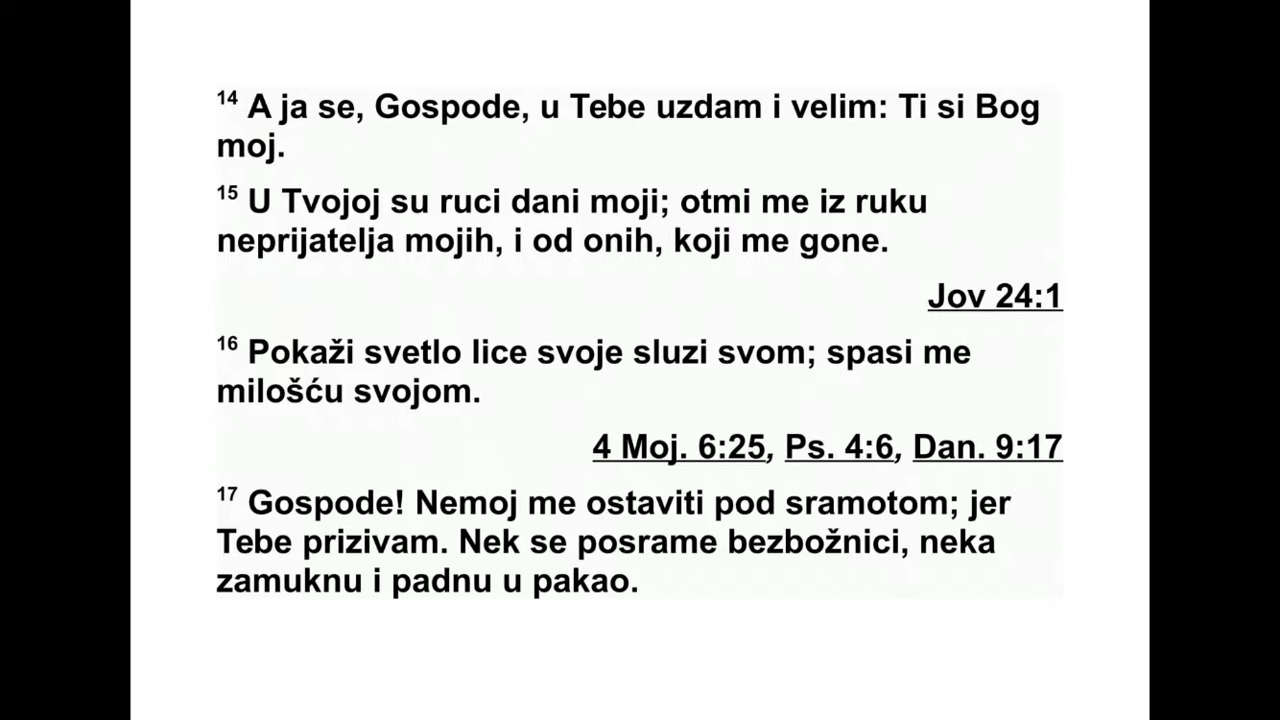 14 A ja se, Gospode, u Tebe uzdam i velim: Ti si Bog
moj.
15 U Tvojoj su ruci dani moji; otmi me iz ruku
neprijatelja mojih, i od onih, koji me gone.
Jov 24:1
16 Pokaži svetlo lice svoje sluzi svom; spasi me
milošću svojom.
4 Moj. 6:25, Ps. 4:6, Dan. 9:17
17 Gospode! Nemoj me ostaviti pod sramotom; jer
Tebe prizivam. Nek se posrame bezbožnici, neka
zamuknu i padnu u pakao.